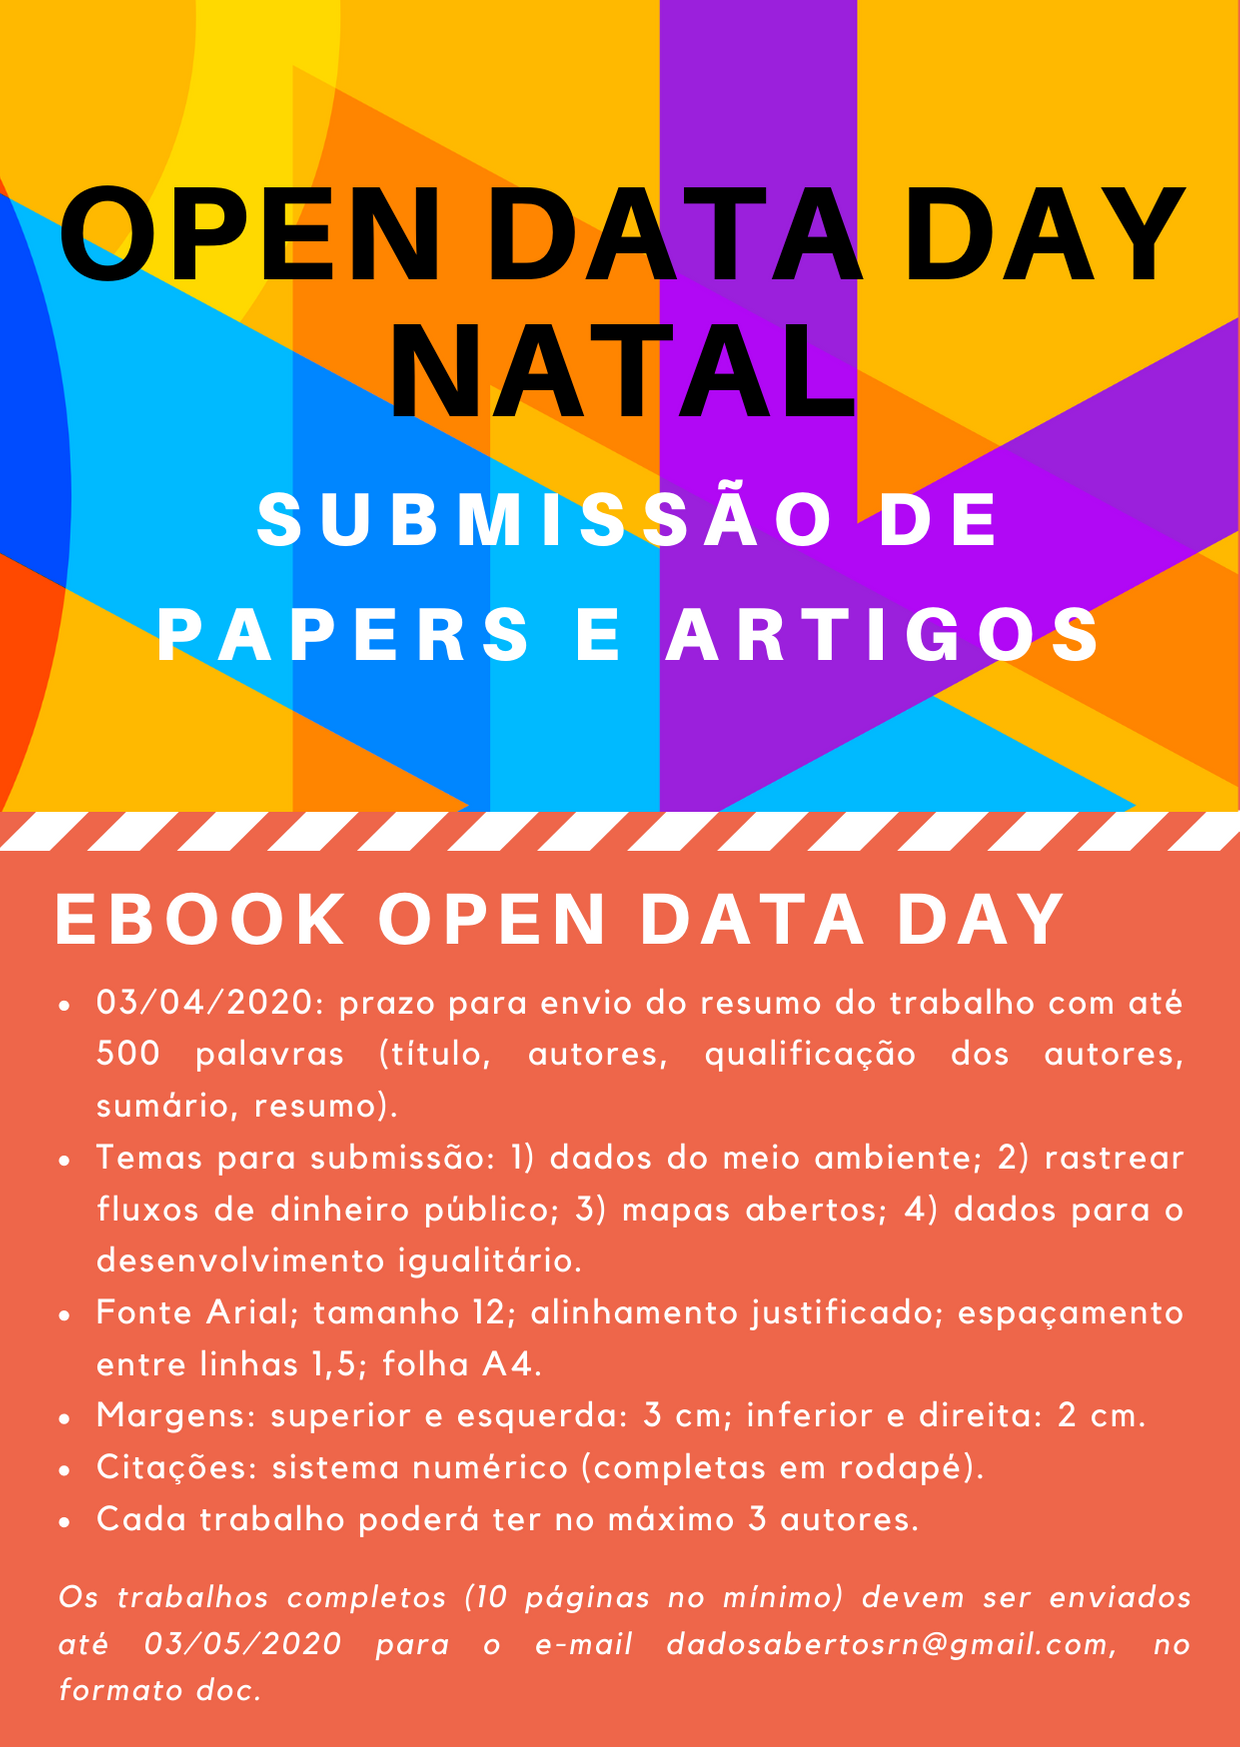 OPEN DATA DAY
NATAL
SUBMISSÃO DE
PAPERS E ARTIGOS
EBOOK OPEN DATA DAY
• 03/04/2020: prazo para envio do resumo do trabalho com até
500 palavras (título, autores, qualificação dos autores,
sumário, resumo).
• Temas para submissão: 1) dados do meio ambiente; 2) rastrear
fluxos de dinheiro público; 3) mapas abertos; 4) dados para o
desenvolvimento igualitário.
• Fonte Arial; tamanho 12; alinhamento justificado; espaçamento
entre linhas 1,5; folha A4.
• Margens: superior e esquerda: 3 cm; inferior e direita: 2 cm.
• Citações: sistema numérico (completas em rodapé).
• Cada trabalho poderá ter no máximo 3 autores.
Os trabalhos completos (10 páginas no mínimo) devem ser enviados
até 03/05/2020 para o e-mail dadosabertosrn@gmail.com, no
formato doc.